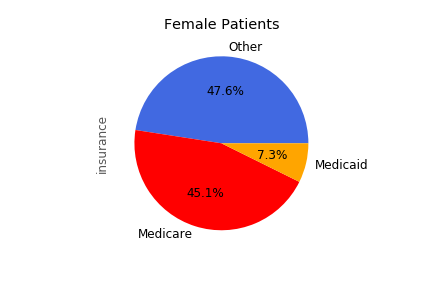 Female Patients
Other
47.6%
insurance
7.3%
Medicaid
45.1%
Medicare